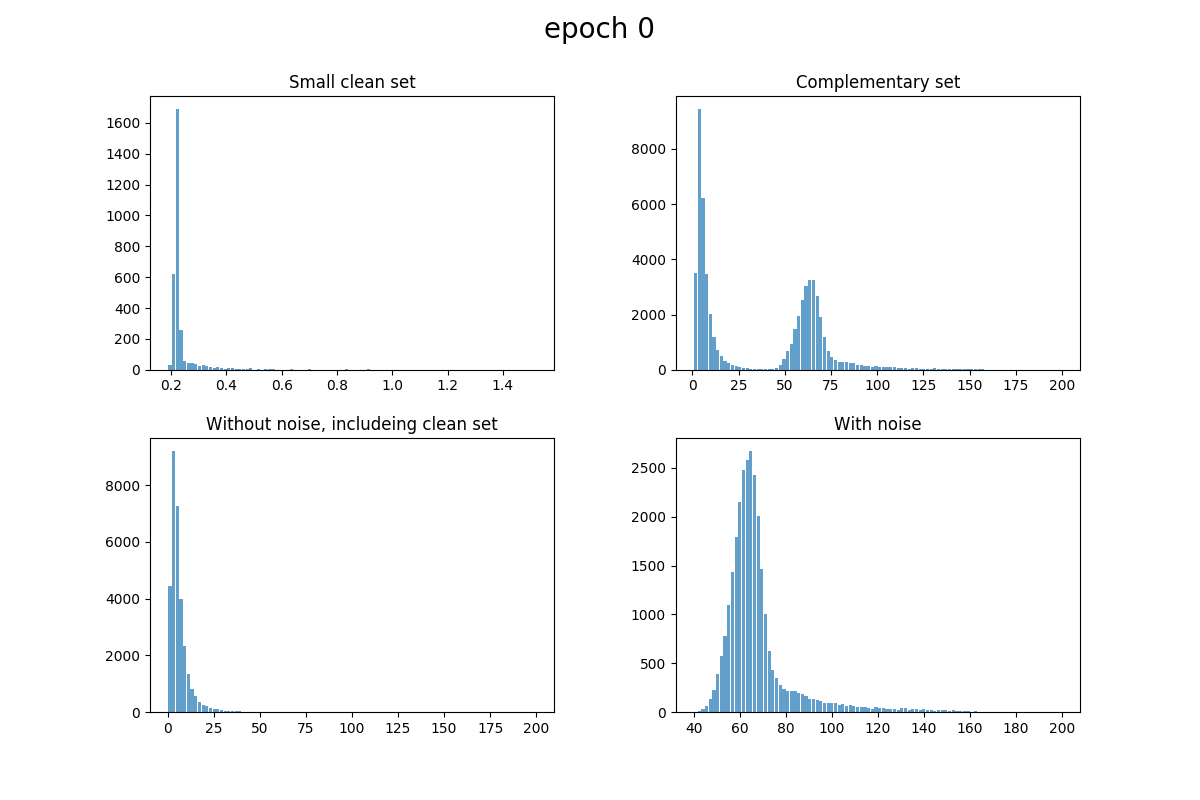 epoch 0
Small clean set
1600
1400
1200
1000
800
600
400
200
0
0.2 0.4 0.6 0.8 1.0 1.2 1.4
Complementary set
8000
6000
4000
2000
0
0 25 50 75 100 125 150 175 200
Without noise, includeing clean set
8000
6000
4000
2000
0
0 25 50 75 100 125 150 175 200
With noise
2500
2000
1500
1000
500
0
40 60 80 100 120 140 160 180 200